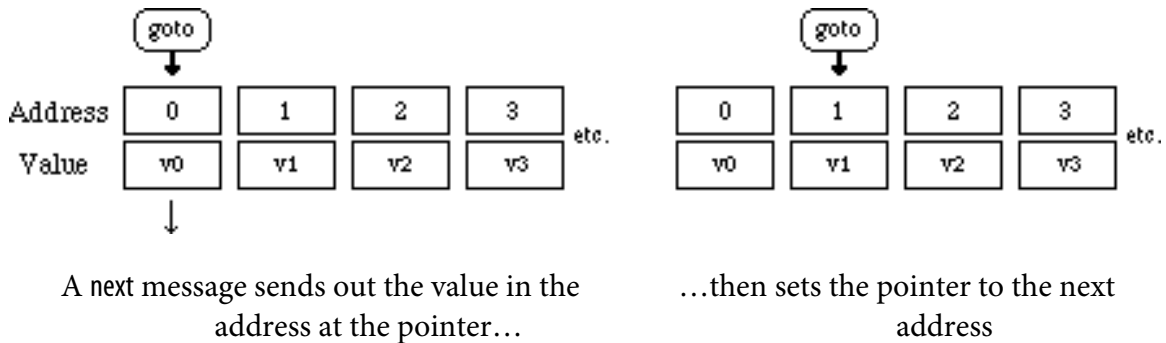 goto goto
Address 0 1 2 3 etc. 0 1 2 3 etc.
Value v0 v1 v2 v3 v0 v1 v2 v3
A next message sends out the value in the …then sets the pointer to the next
address at the pointer… address